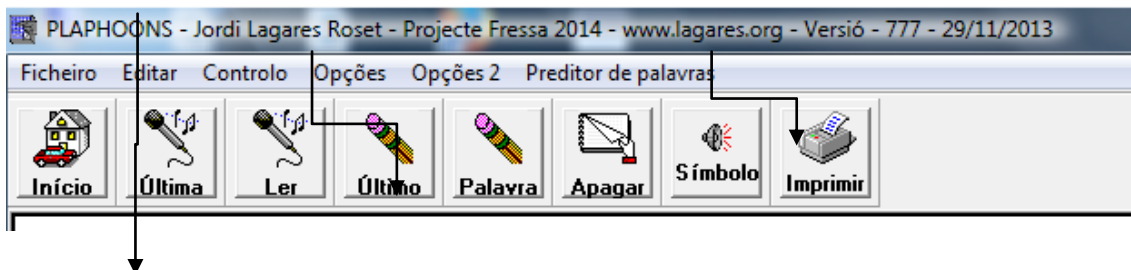 PLAPHOONS - Jordi Lagares Roset - Projecte Fressa 2014 - www.lagares.org - Versió - 777 - 29/11/2013
Ficheiro Editar Controlo Opções Opções 2 Preditor de palavras
Início Última Ler Último Palavra Apagar Símbolo Imprimir